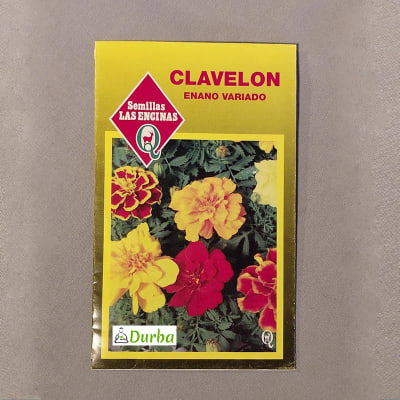 CLAVELON
ENANO VARIADO
Semillas
LAS ENCINAS
Durba